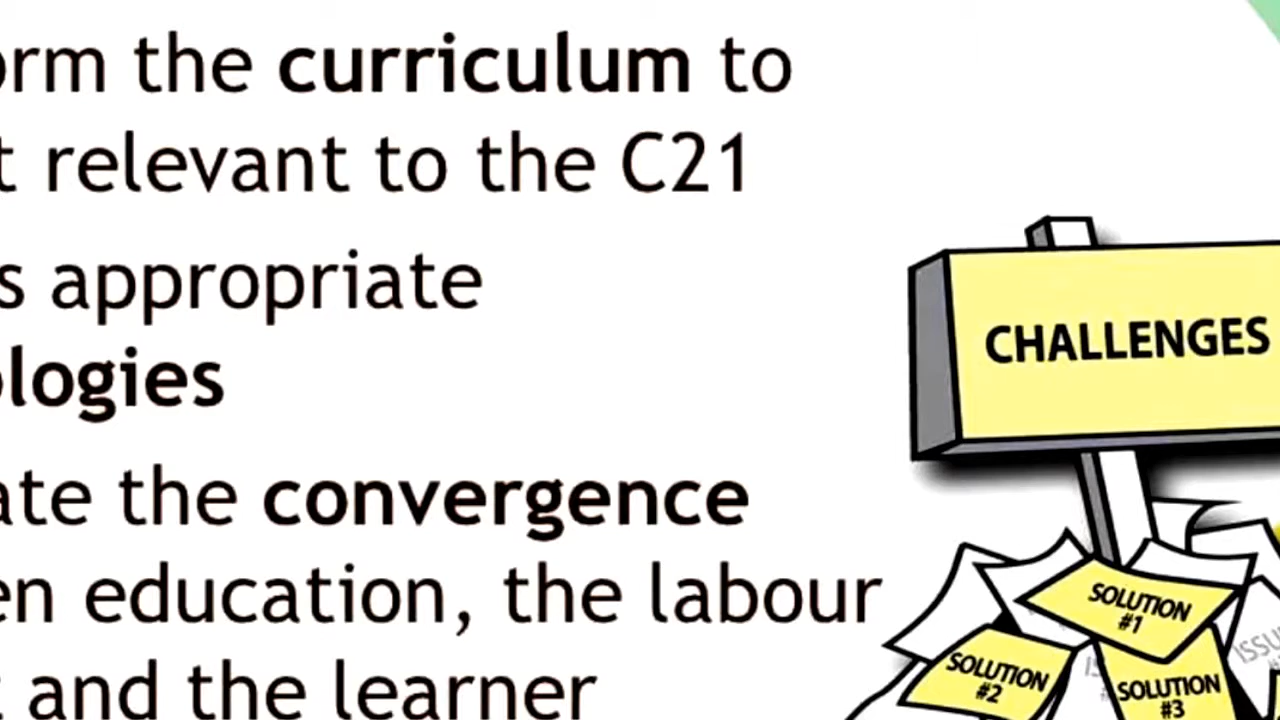 orm the curriculum to
t relevant to the C21
s appropriate
ologies
ate the convergence
en education, the labour
and the learner
CHALLENGES
SOLUTION
#1
SOLUTION
#2
SOLUTION
#3
ISSU